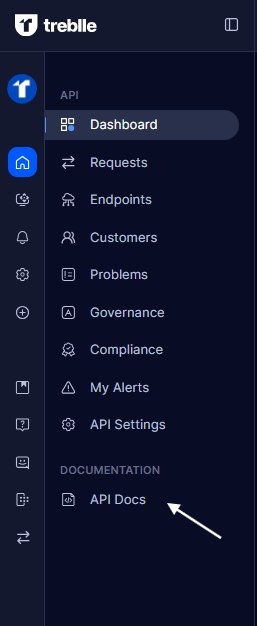 treblle
API
Dashboard
Requests
Endpoints
Customers
Problems
Governance
Compliance
My Alerts
API Settings
DOCUMENTATION
API Docs